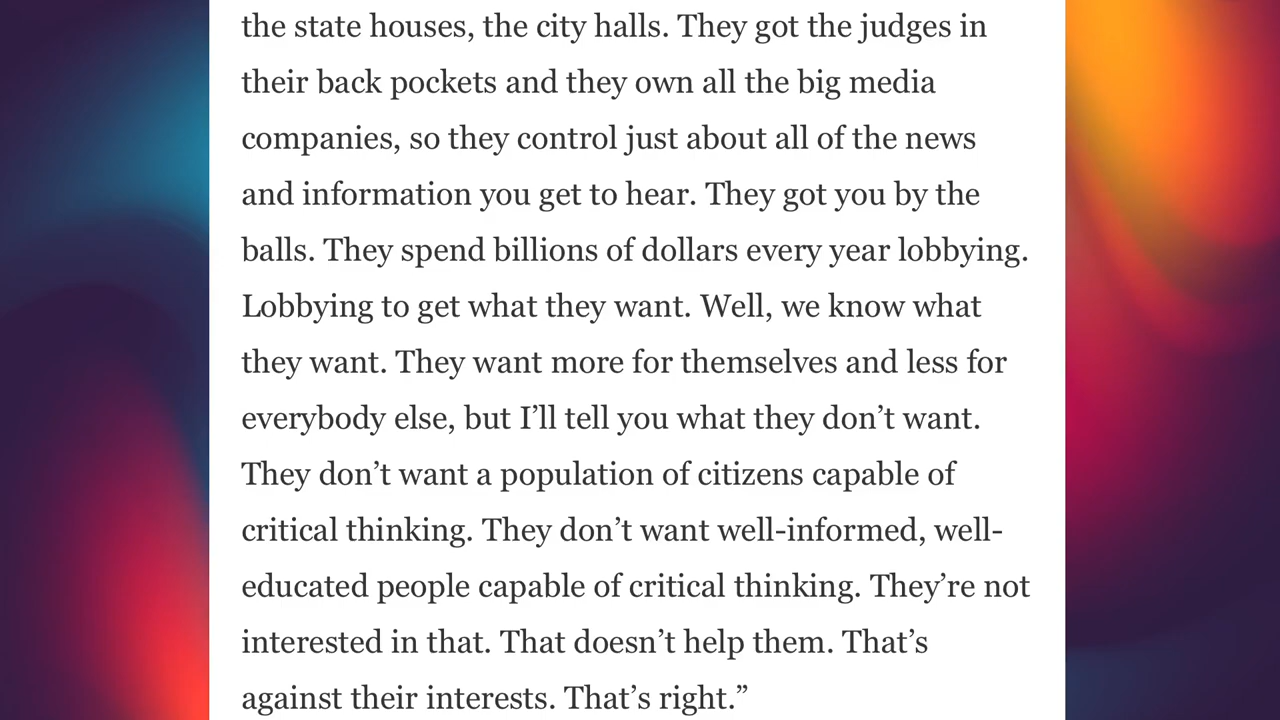 the state houses, the city halls. They got the judges in
their back pockets and they own all the big media
companies, so they control just about all of the news
and information you get to hear. They got you by the
balls. They spend billions of dollars every year lobbying.
Lobbying to get what they want. Well, we know what
they want. They want more for themselves and less for
everybody else, but I’ll tell you what they don’t want.
They don’t want a population of citizens capable of
critical thinking. They don’t want well-informed, well-
educated people capable of critical thinking. They’re not
interested in that. That doesn’t help them. That’s
against their interests. That’s right.”